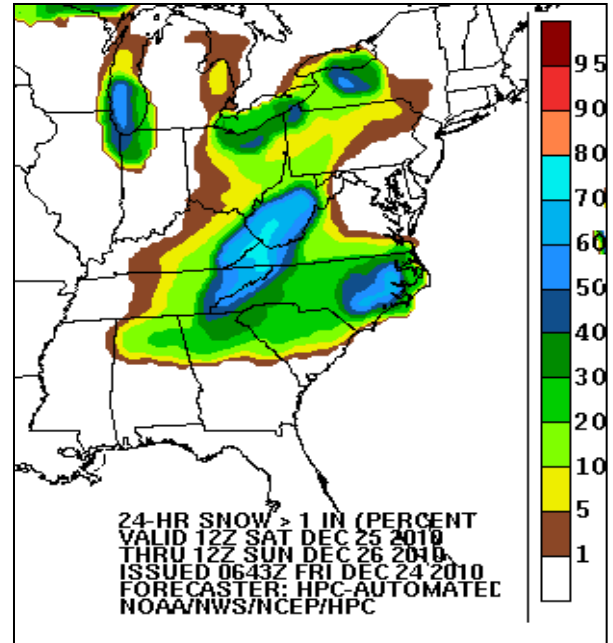 95
90
80
70
60
50
40
30
20
10
5
1
24-HR SNOW > 1 IN (PERCENT
VALID 12Z SAT DEC 25 2010
THRU 12Z SUN DEC 26 2010
ISSUED 0643Z FRI DEC 24 2010
FORECASTER: HPC-AUTOMATED
NOAA/NWS/NCEP/HPC